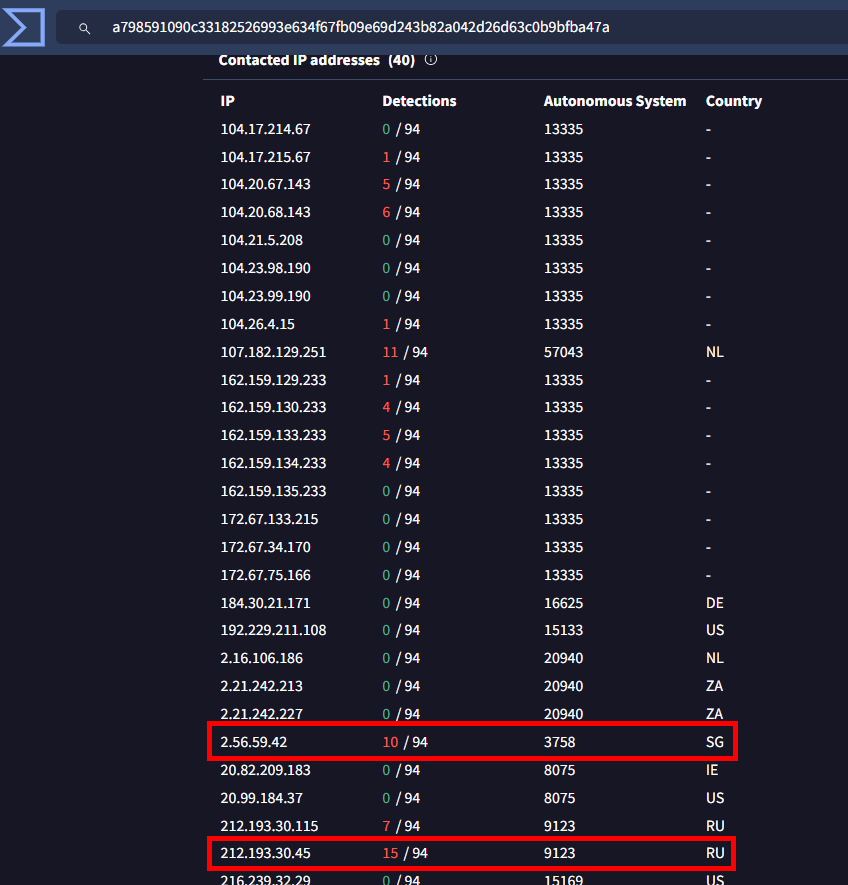 a798591090c33182526993e634f67fb09e69d243b82a042d26d63c0b9bfba47a
Contacted IP addresses (40)
IP Detections Autonomous System Country
104.17.214.67 0 / 94 13335 -
104.17.215.67 1 / 94 13335 -
104.20.67.143 5 / 94 13335 -
104.20.68.143 6 / 94 13335 -
104.21.5.208 0 / 94 13335 -
104.23.98.190 0 / 94 13335 -
104.23.99.190 0 / 94 13335 -
104.26.4.15 1 / 94 13335 -
107.182.129.251 11 / 94 57043 NL
162.159.129.233 1 / 94 13335 -
162.159.130.233 4 / 94 13335 -
162.159.133.233 5 / 94 13335 -
162.159.134.233 4 / 94 13335 -
162.159.135.233 0 / 94 13335 -
172.67.133.215 0 / 94 13335 -
172.67.34.170 0 / 94 13335 -
172.67.75.166 0 / 94 13335 -
184.30.21.171 0 / 94 16625 DE
192.229.211.108 0 / 94 15133 US
2.16.106.186 0 / 94 20940 NL
2.21.242.213 0 / 94 20940 ZA
2.21.242.227 0 / 94 20940 ZA
2.56.59.42 10 / 94 3758 SG
20.82.209.183 0 / 94 8075 IE
20.99.184.37 0 / 94 8075 US
212.193.30.115 7 / 94 9123 RU
212.193.30.45 15 / 94 9123 RU
216.239.32.29 0 / 94 15169 US